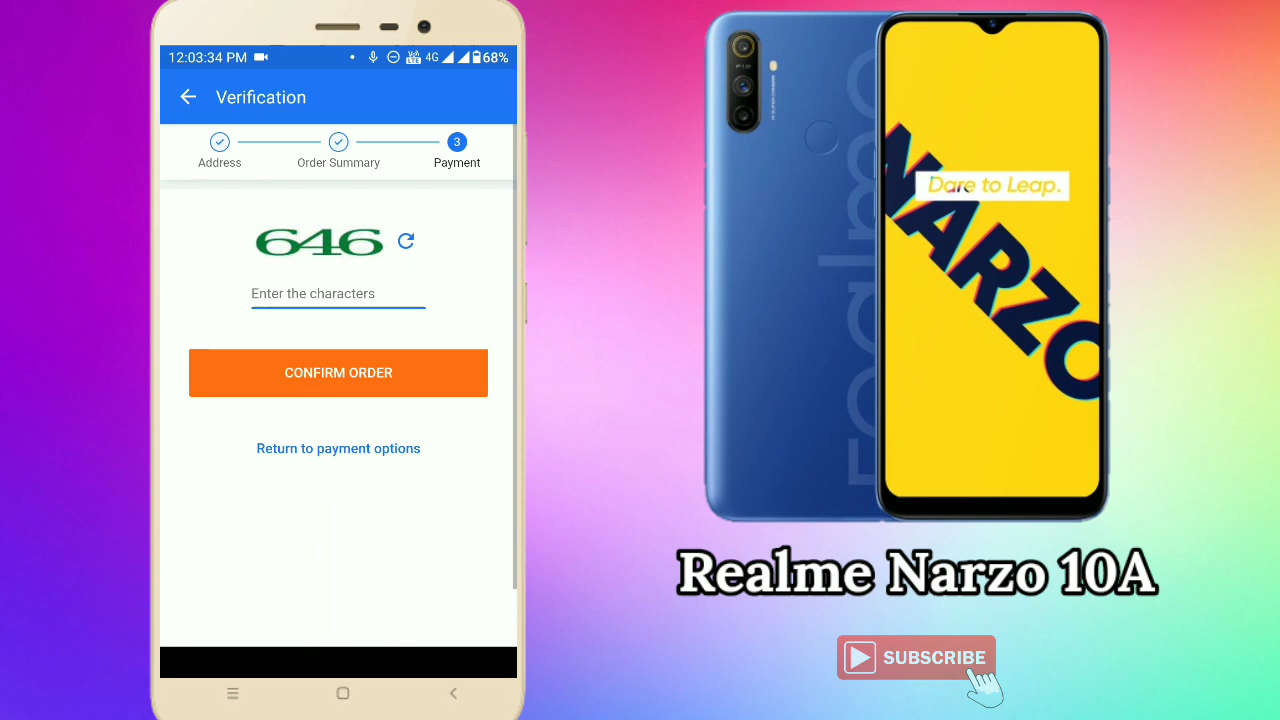 12:03:34 PM 4G 68%
Verification
3
Address Order Summary Payment
646
Enter the characters
CONFIRM ORDER
Return to payment options
realme
Dare to Leap.
NARZO
Realme Narzo 10A
SUBSCRIBE